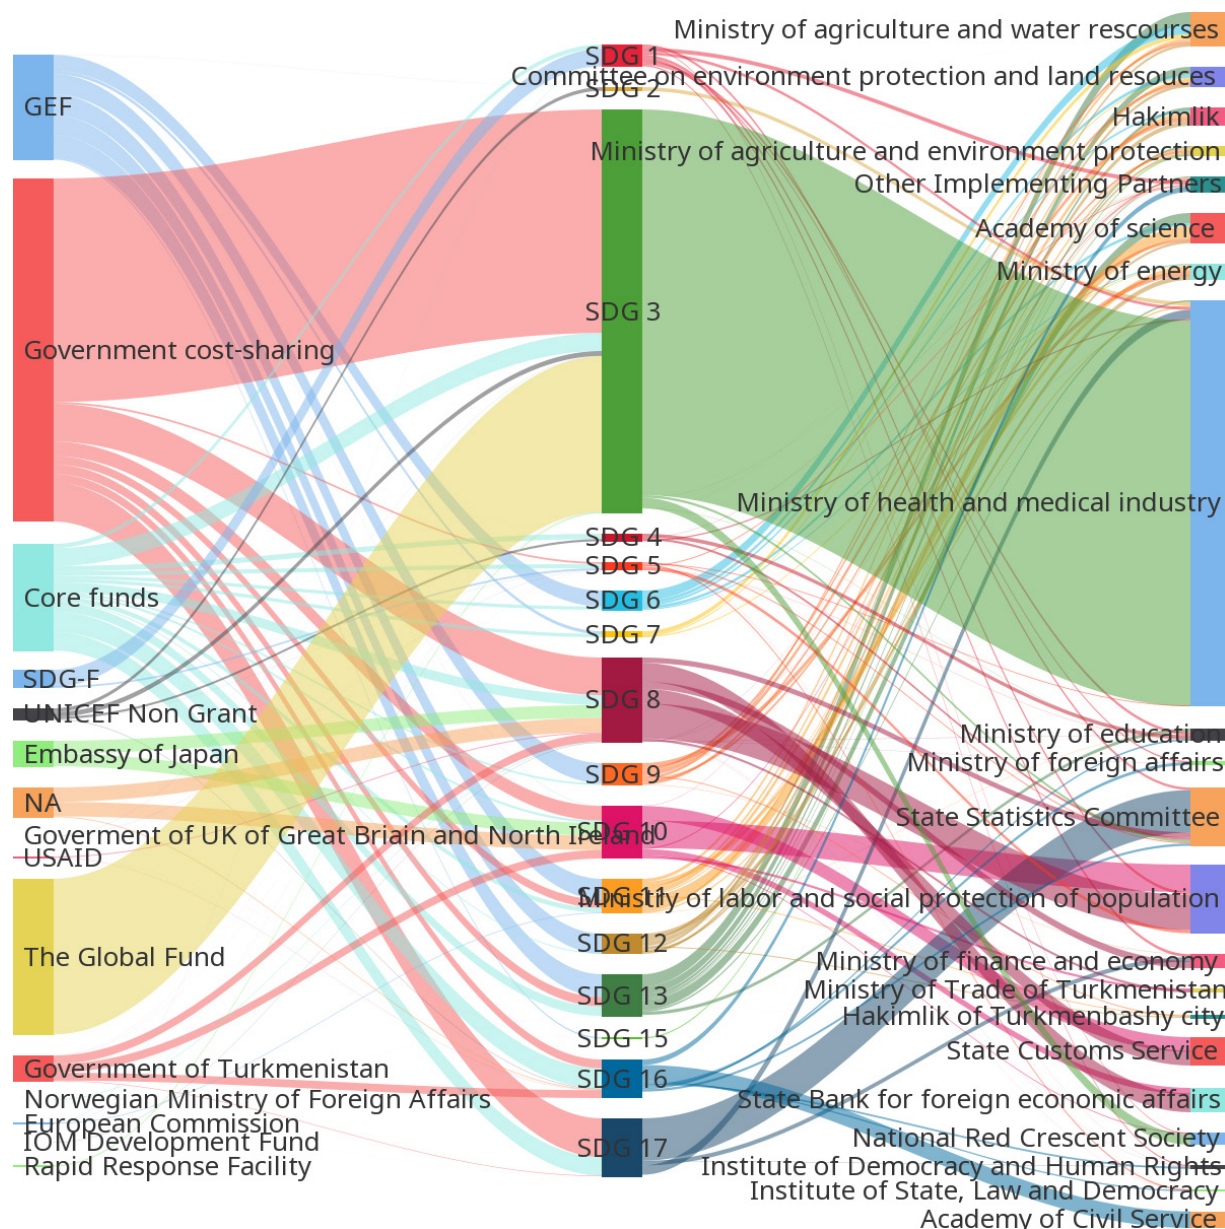 GEF
Government cost-sharing
Core funds
SDG-F
UNICEF Non Grant
Embassy of Japan
NA
Goverment of UK of Great Briain and North Ireland
USAID
The Global Fund
Government of Turkmenistan
Norwegian Ministry of Foreign Affairs
European Commission
IOM Development Fund
Rapid Response Facility
SDG 1
SDG 2
SDG 3
SDG 4
SDG 5
SDG 6
SDG 7
SDG 8
SDG 9
SDG 10
SDG 11
SDG 12
SDG 13
SDG 15
SDG 16
SDG 17
Ministry of agriculture and water rescourses
Committee on environment protection and land resouces
Hakimlik
Ministry of agriculture and environment protection
Other Implementing Partners
Academy of science
Ministry of energy
Ministry of health and medical industry
Ministry of education
Ministry of foreign affairs
State Statistics Committee
Ministry of labor and social protection of population
Ministry of finance and economy
Ministry of Trade of Turkmenistan
Hakimlik of Turkmenbashy city
State Customs Service
State Bank for foreign economic affairs
National Red Crescent Society
Institute of Democracy and Human Rights
Institute of State, Law and Democracy
Academy of Civil Service